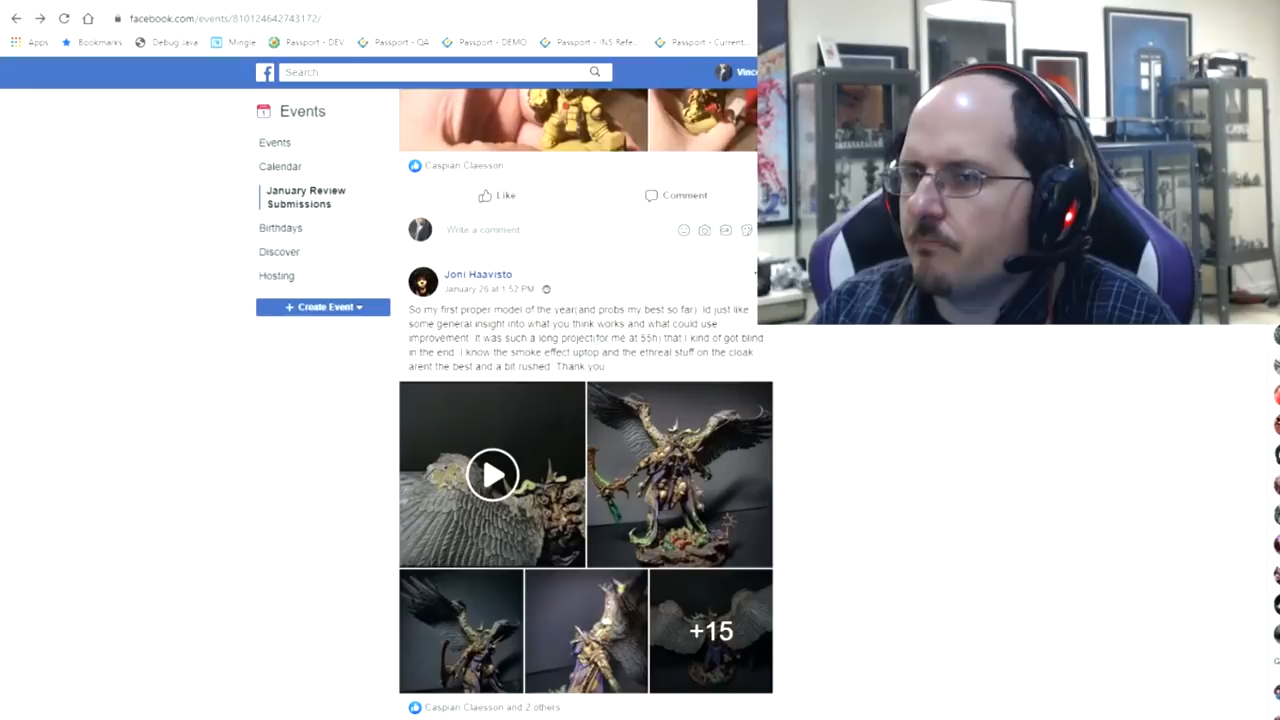 facebook.com/events/810124642743172/
Apps Bookmarks Debug Java Mingle Passport - DEV Passport - QA Passport - DEMO Passport - INS Refe... Passport - Current...
Search
Vince
Events
Events
Calendar
January Review
Submissions
Birthdays
Discover
Hosting
+ Create Event
Caspian Claesson
Like Comment
Write a comment
Joni Haavisto
January 26 at 1:52 PM
So my first proper model of the year(and probs my best so far). Id just like
some general insight into what you think works and what could use
improvement. It was such a long project(for me at 55h) that I kind of got blind
in the end. I know the smoke effect uptop and the ethreal stuff on the cloak
arent the best and a bit rushed. Thank you
+15
Caspian Claesson and 2 others